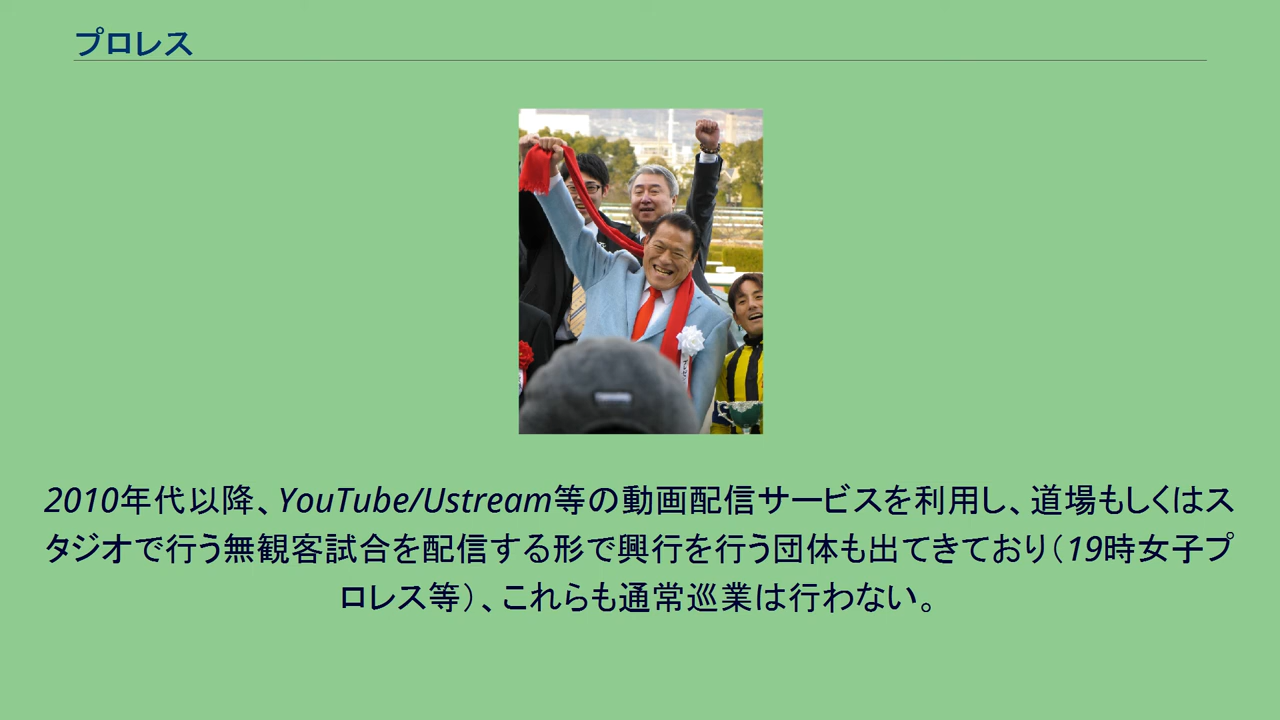 プロレス
2010年代以降、YouTube/Ustream等の動画配信サービスを利用し、道場もしくはス
タジオで行う無観客試合を配信する形で興行を行う団体も出てきており（19時女子プ
ロレス等）、これらも通常巡業は行わない。